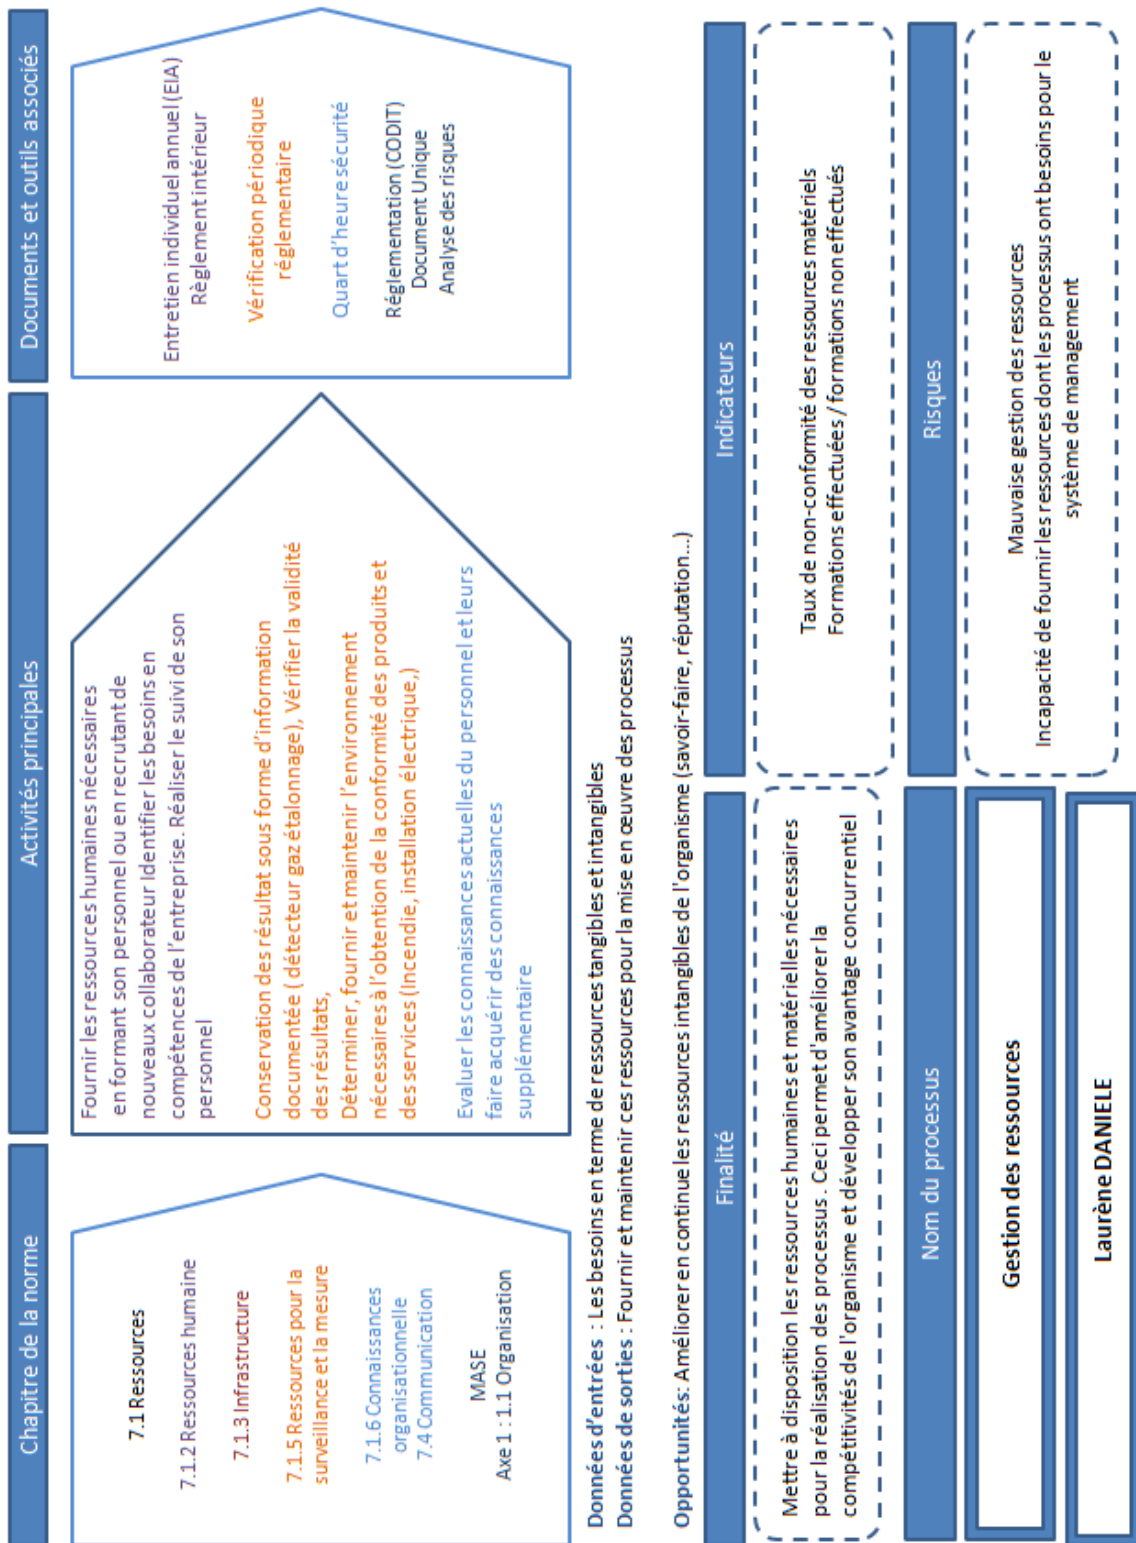 Chapitre de la norme
7.1 Ressources
7.1.2 Ressources humaine
7.1.3 Infrastructure
7.1.5 Ressources pour la
surveillance et la mesure
7.1.6 Connaissances
organisationnelle
7.4 Communication
MASE
Axe 1 : 1.1 Organisation
Activités principales
Fournir les ressources humaines nécessaires
en formant son personnel ou en recrutant de
nouveaux collaborateur Identifier les besoins en
compétences de l'entreprise. Réaliser le suivi de son
personnel
Conservation des résultat sous forme d'information
documentée ( détecteur gaz étalonnage), Vérifier la validité
des résultats,
Déterminer, fournir et maintenir l'environnement
nécessaires à l'obtention de la conformité des produits et
des services (Incendie, installation électrique,)
Evaluer les connaissances actuelles du personnel et leurs
faire acquérir des connaissances
supplémentaire
Documents et outils associés
Entretien individuel annuel (EIA)
Règlement intérieur
Vérification périodique
réglementaire
Quart d'heure sécurité
Réglementation (CODIT)
Document Unique
Analyse des risques
Données d'entrées : Les besoins en terme de ressources tangibles et intangibles
Données de sorties : Fournir et maintenir ces ressources pour la mise en œuvre des processus
Opportunités: Améliorer en continue les ressources intangibles de l'organisme (savoir-faire, réputation...)
Finalité
Mettre à disposition les ressources humaines et matérielles nécessaires
pour la réalisation des processus . Ceci permet d'améliorer la
compétitivités de l'organisme et développer son avantage concurrentiel
Indicateurs
Taux de non-conformité des ressources matériels
Formations effectuées / formations non effectués
Nom du processus
Gestion des ressources
Laurène DANIELE
Risques
Mauvaise gestion des ressources
Incapacité de fournir les ressources dont les processus ont besoins pour le
système de management